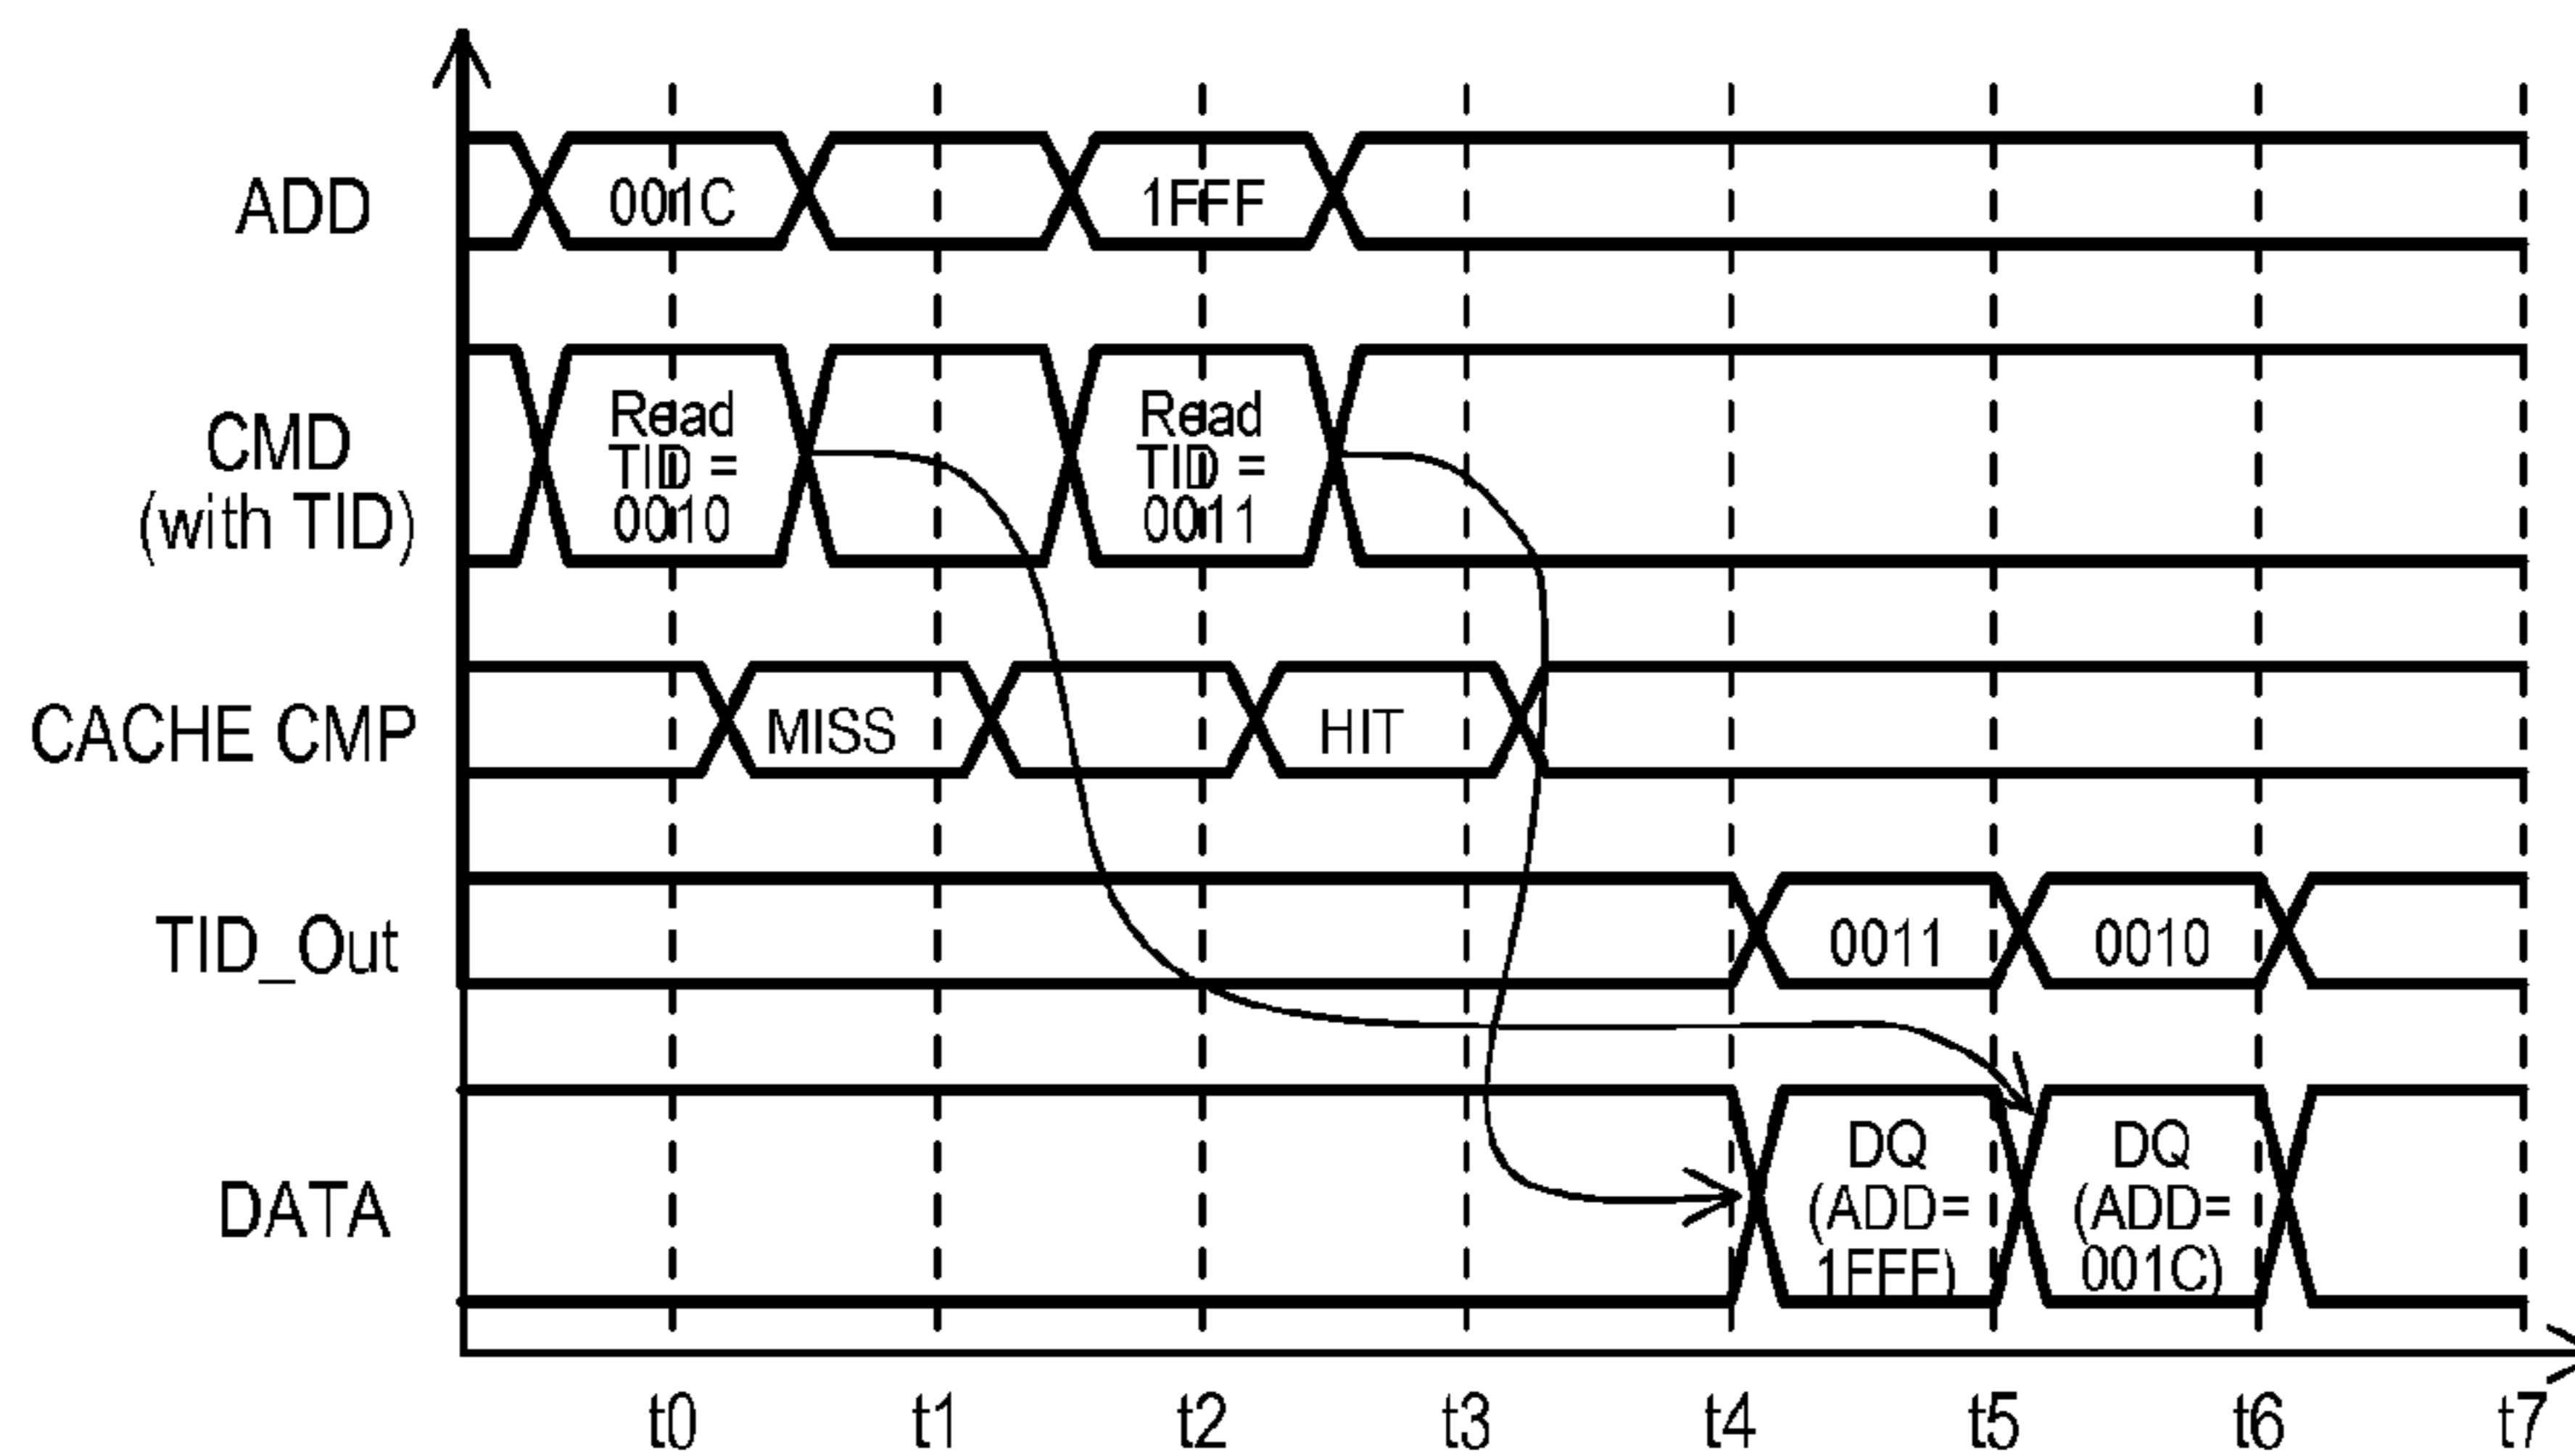 ADD
001C
1FFF
CMD
(with TID)
Read
TID =
0010
Read
TID =
0011
CACHE CMP
MISS
HIT
TID_Out
0011
0010
DATA
DQ
(ADD=
1FFF)
DQ
(ADD=
001C)
t0 t1 t2 t3 t4 t5 t6 t7